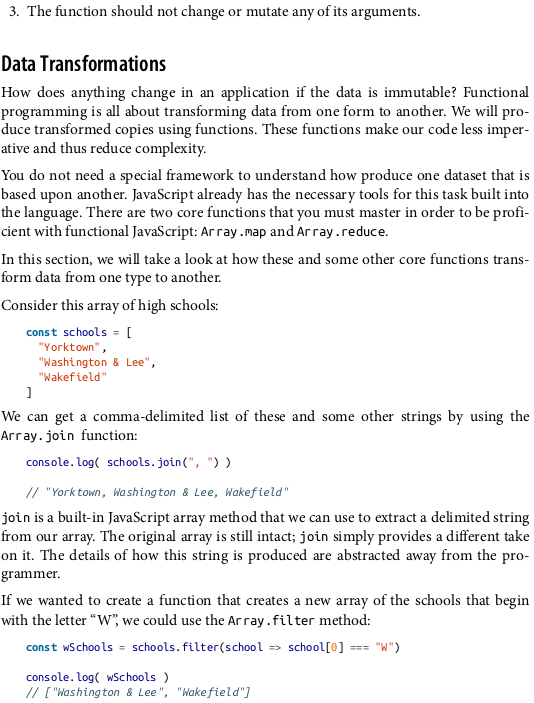 3. The function should not change or mutate any of its arguments.
Data Transformations
How does anything change in an application if the data is immutable? Functional
programming is all about transforming data from one form to another. We will pro-
duce transformed copies using functions. These functions make our code less imper-
ative and thus reduce complexity.
You do not need a special framework to understand how produce one dataset that is
based upon another. JavaScript already has the necessary tools for this task built into
the language. There are two core functions that you must master in order to be profi-
cient with functional JavaScript: Array.map and Array.reduce.
In this section, we will take a look at how these and some other core functions trans-
form data from one type to another.
Consider this array of high schools:
const schools = [
"Yorktown",
"Washington & Lee",
"Wakefield"
]
We can get a comma-delimited list of these and some other strings by using the
Array.join function:
console.log( schools.join(", ") )
// "Yorktown, Washington & Lee, Wakefield"
join is a built-in JavaScript array method that we can use to extract a delimited string
from our array. The original array is still intact; join simply provides a different take
on it. The details of how this string is produced are abstracted away from the pro-
grammer.
If we wanted to create a function that creates a new array of the schools that begin
with the letter “W”, we could use the Array.filter method:
const wSchools = schools.filter(school => school[0] === "W")
console.log( wSchools )
// ["Washington & Lee", "Wakefield"]